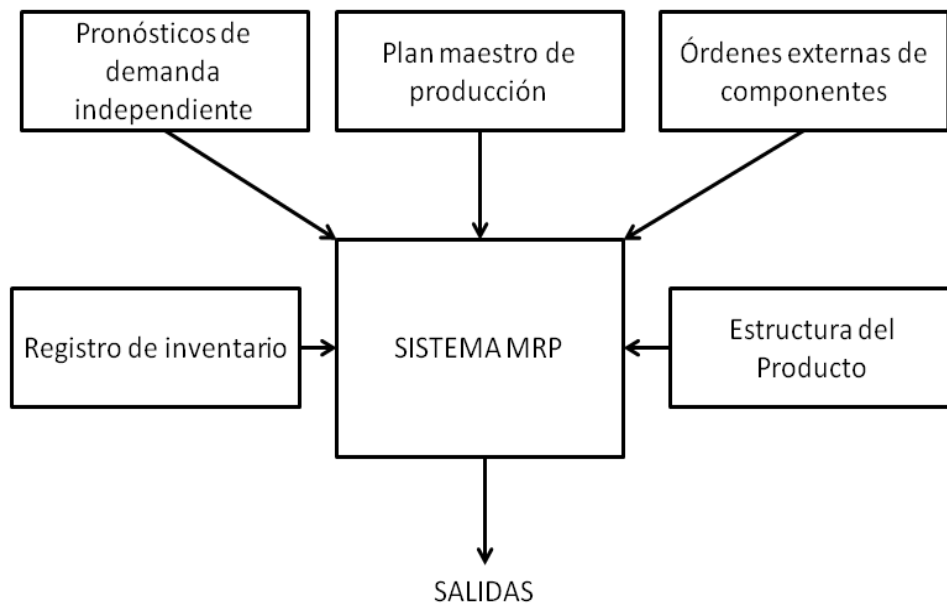 Pronósticos de
demanda
independiente
Plan maestro de
producción
Órdenes externas de
componentes
Registro de inventario
SISTEMA MRP
Estructura del
Producto
SALIDAS